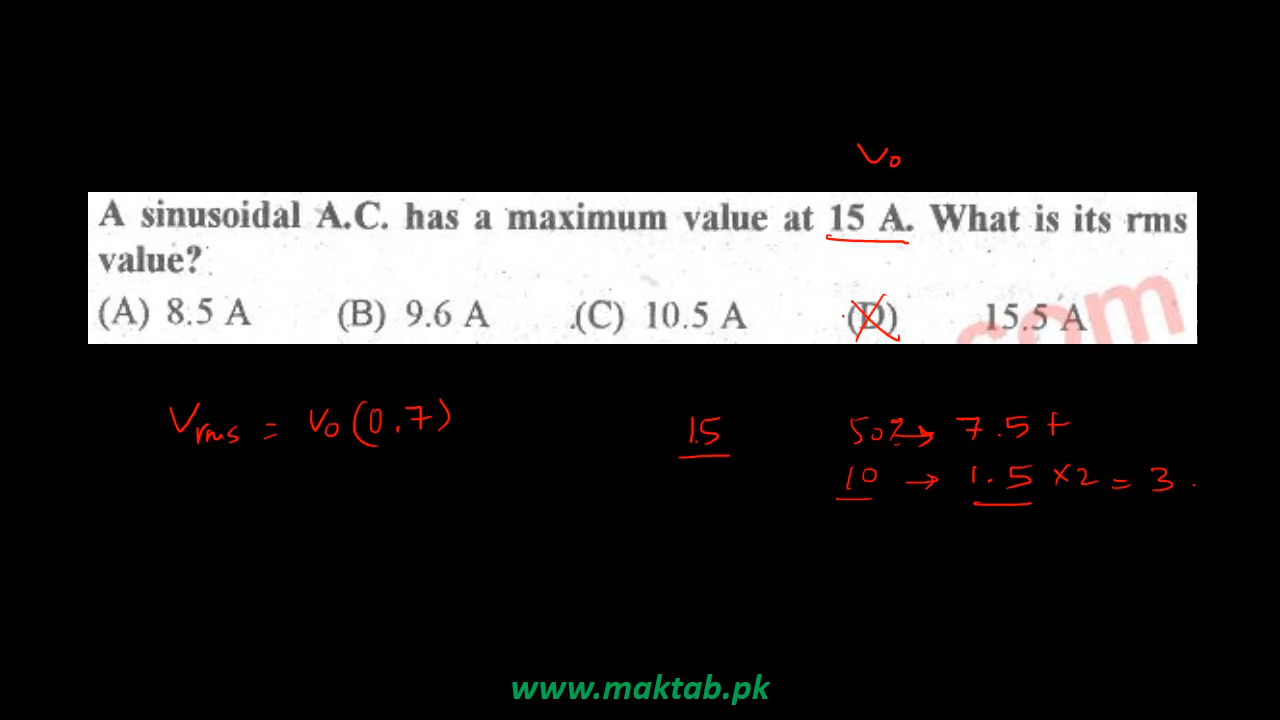 V₀
A sinusoidal A.C. has a maximum value at 15 A. What is its rms
value?
(A) 8.5 A (B) 9.6 A (C) 10.5 A (D) 15.5 A
com
Vrms = V₀(0.7)
15
50% → 7.5 +
10 → 1.5 × 2 = 3.
www.maktab.pk